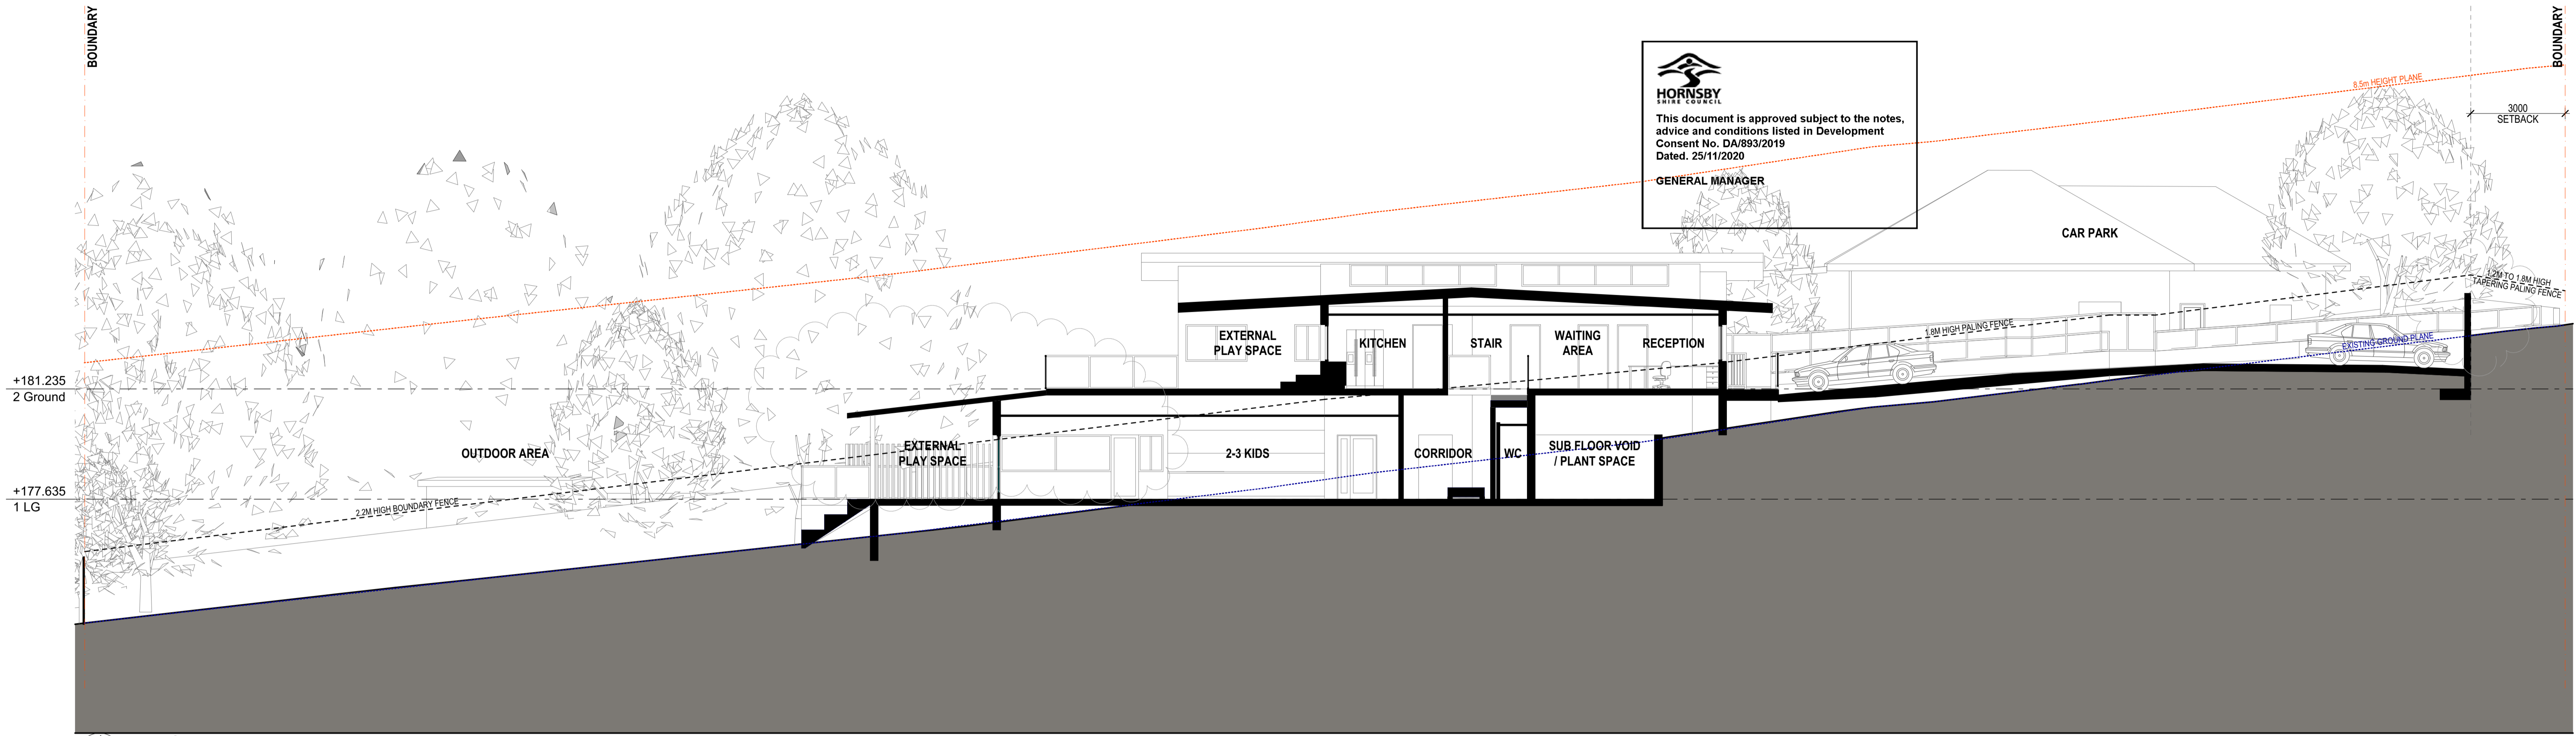 BOUNDARY
BOUNDARY
HORNSBY
SHIRE COUNCIL
This document is approved subject to the notes,
advice and conditions listed in Development
Consent No. DA/893/2019
Dated. 25/11/2020
GENERAL MANAGER
8.5m HEIGHT PLANE
3000
SETBACK
CAR PARK
1.2M TO 1.8M HIGH
TAPERING PALING FENCE
1.8M HIGH PALING FENCE
EXISTING GROUND PLANE
EXTERNAL
PLAY SPACE
KITCHEN
STAIR
WAITING
AREA
RECEPTION
+181.235
2 Ground
OUTDOOR AREA
EXTERNAL
PLAY SPACE
2-3 KIDS
CORRIDOR
WC
SUB FLOOR VOID
/ PLANT SPACE
+177.635
1 LG
2.2M HIGH BOUNDARY FENCE